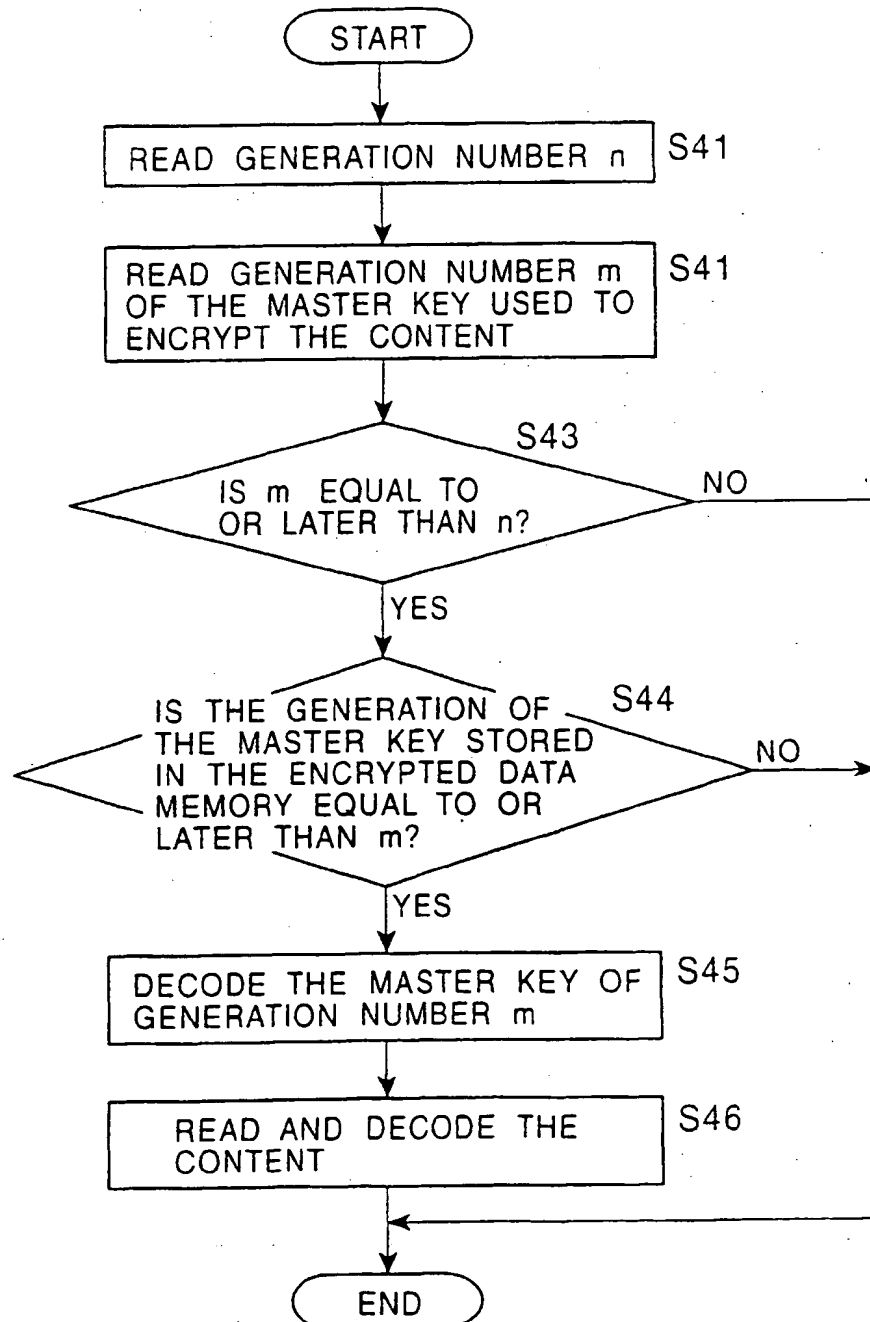 START
READ GENERATION NUMBER n
S41
READ GENERATION NUMBER m
OF THE MASTER KEY USED TO
ENCRYPT THE CONTENT
S41
S43
IS m EQUAL TO
OR LATER THAN n?
NO
YES
S44
IS THE GENERATION OF
THE MASTER KEY STORED
IN THE ENCRYPTED DATA
MEMORY EQUAL TO OR
LATER THAN m?
NO
YES
DECODE THE MASTER KEY OF
GENERATION NUMBER m
S45
READ AND DECODE THE
CONTENT
S46
END